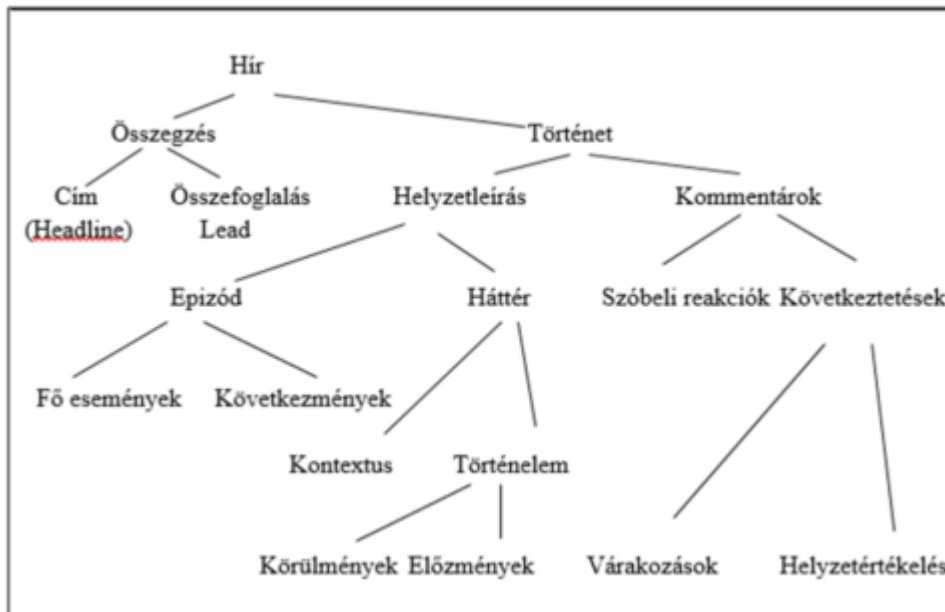 Hír
Összegzés Történet
Cím Összefoglalás Helyzetleírás Kommentárok
(Headline) Lead
Epizód Háttér Szóbeli reakciók Következtetések
Fő események Következmények
Kontextus Történelem
Körülmények Előzmények Várakozások Helyzetértékelés